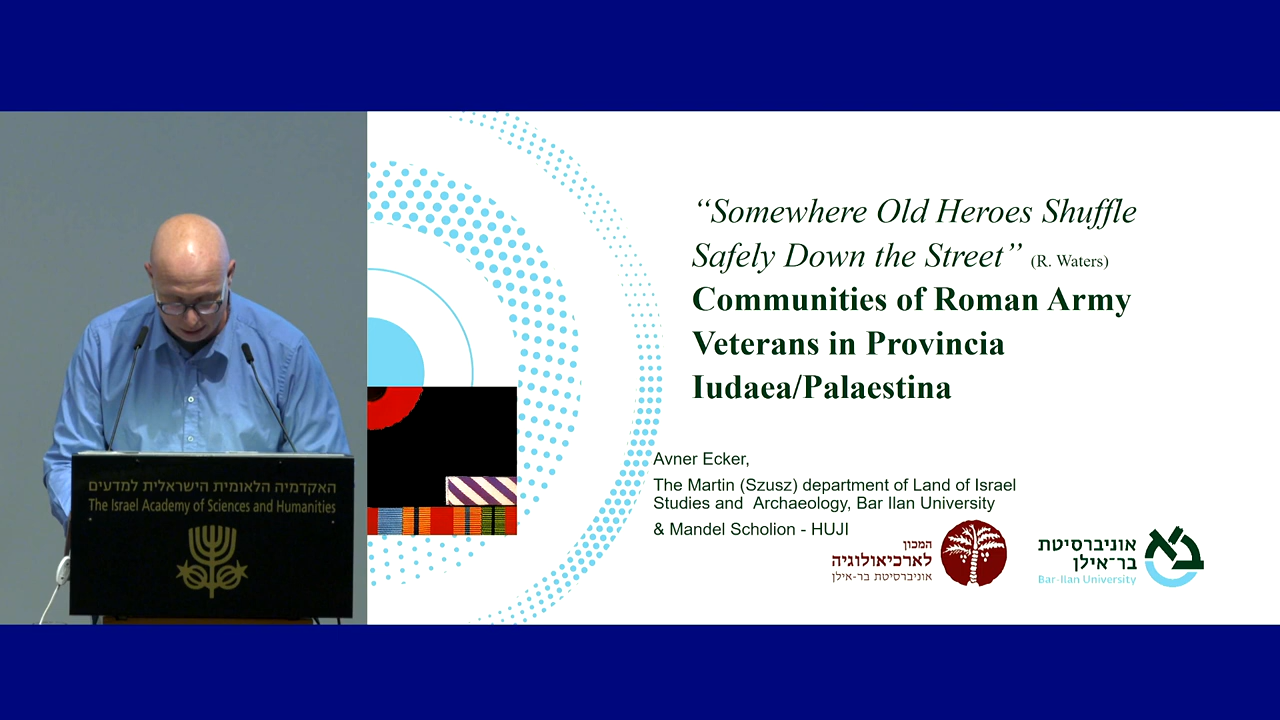 האקדמיה הלאומית הישראלית למדעים
The Israel Academy of Sciences and Humanities
“Somewhere Old Heroes Shuffle
Safely Down the Street” (R. Waters)
Communities of Roman Army
Veterans in Provincia
Iudaea/Palaestina
Avner Ecker,
The Martin (Szusz) department of Land of Israel
Studies and  Archaeology, Bar Ilan University
& Mandel Scholion - HUJI
המכון
לארכיאולוגיה
אוניברסיטת בר-אילן
אוניברסיטת
בר־אילן
Bar-Ilan University